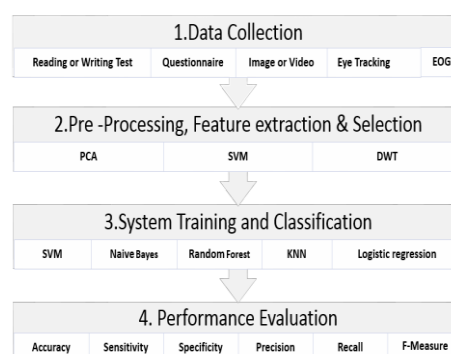 1.Data Collection
Reading or Writing Test Questionnaire Image or Video Eye Tracking EOG
2.Pre -Processing, Feature extraction & Selection
PCA SVM DWT
3.System Training and Classification
SVM Naive Bayes Random Forest KNN Logistic regression
4. Performance Evaluation
Accuracy Sensitivity Specificity Precision Recall F-Measure